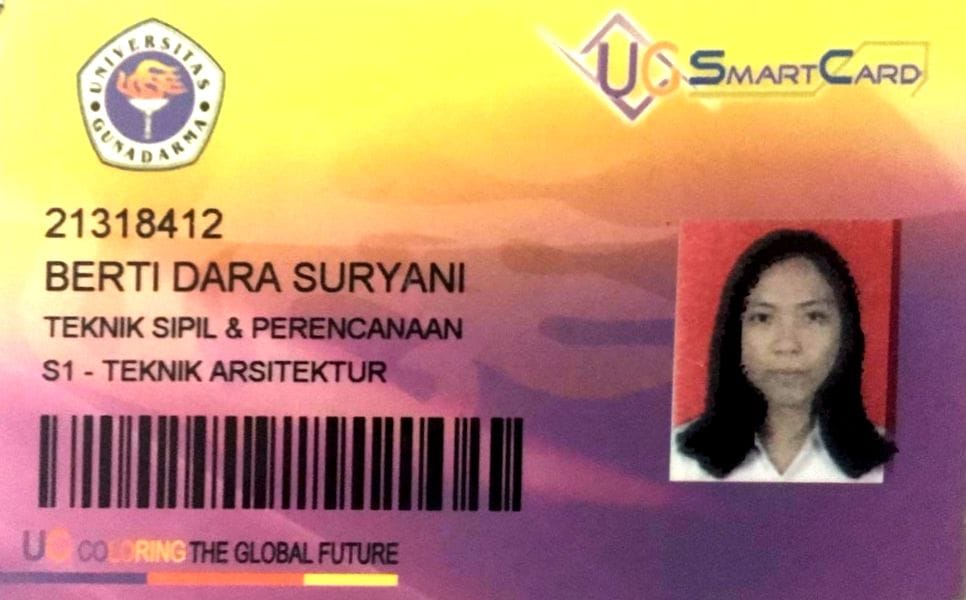 UNIVERSITAS
GUNADARMA
UG SMARTCARD
21318412
BERTI DARA SURYANI
TEKNIK SIPIL & PERENCANAAN
S1 - TEKNIK ARSITEKTUR
UG COLORING THE GLOBAL FUTURE